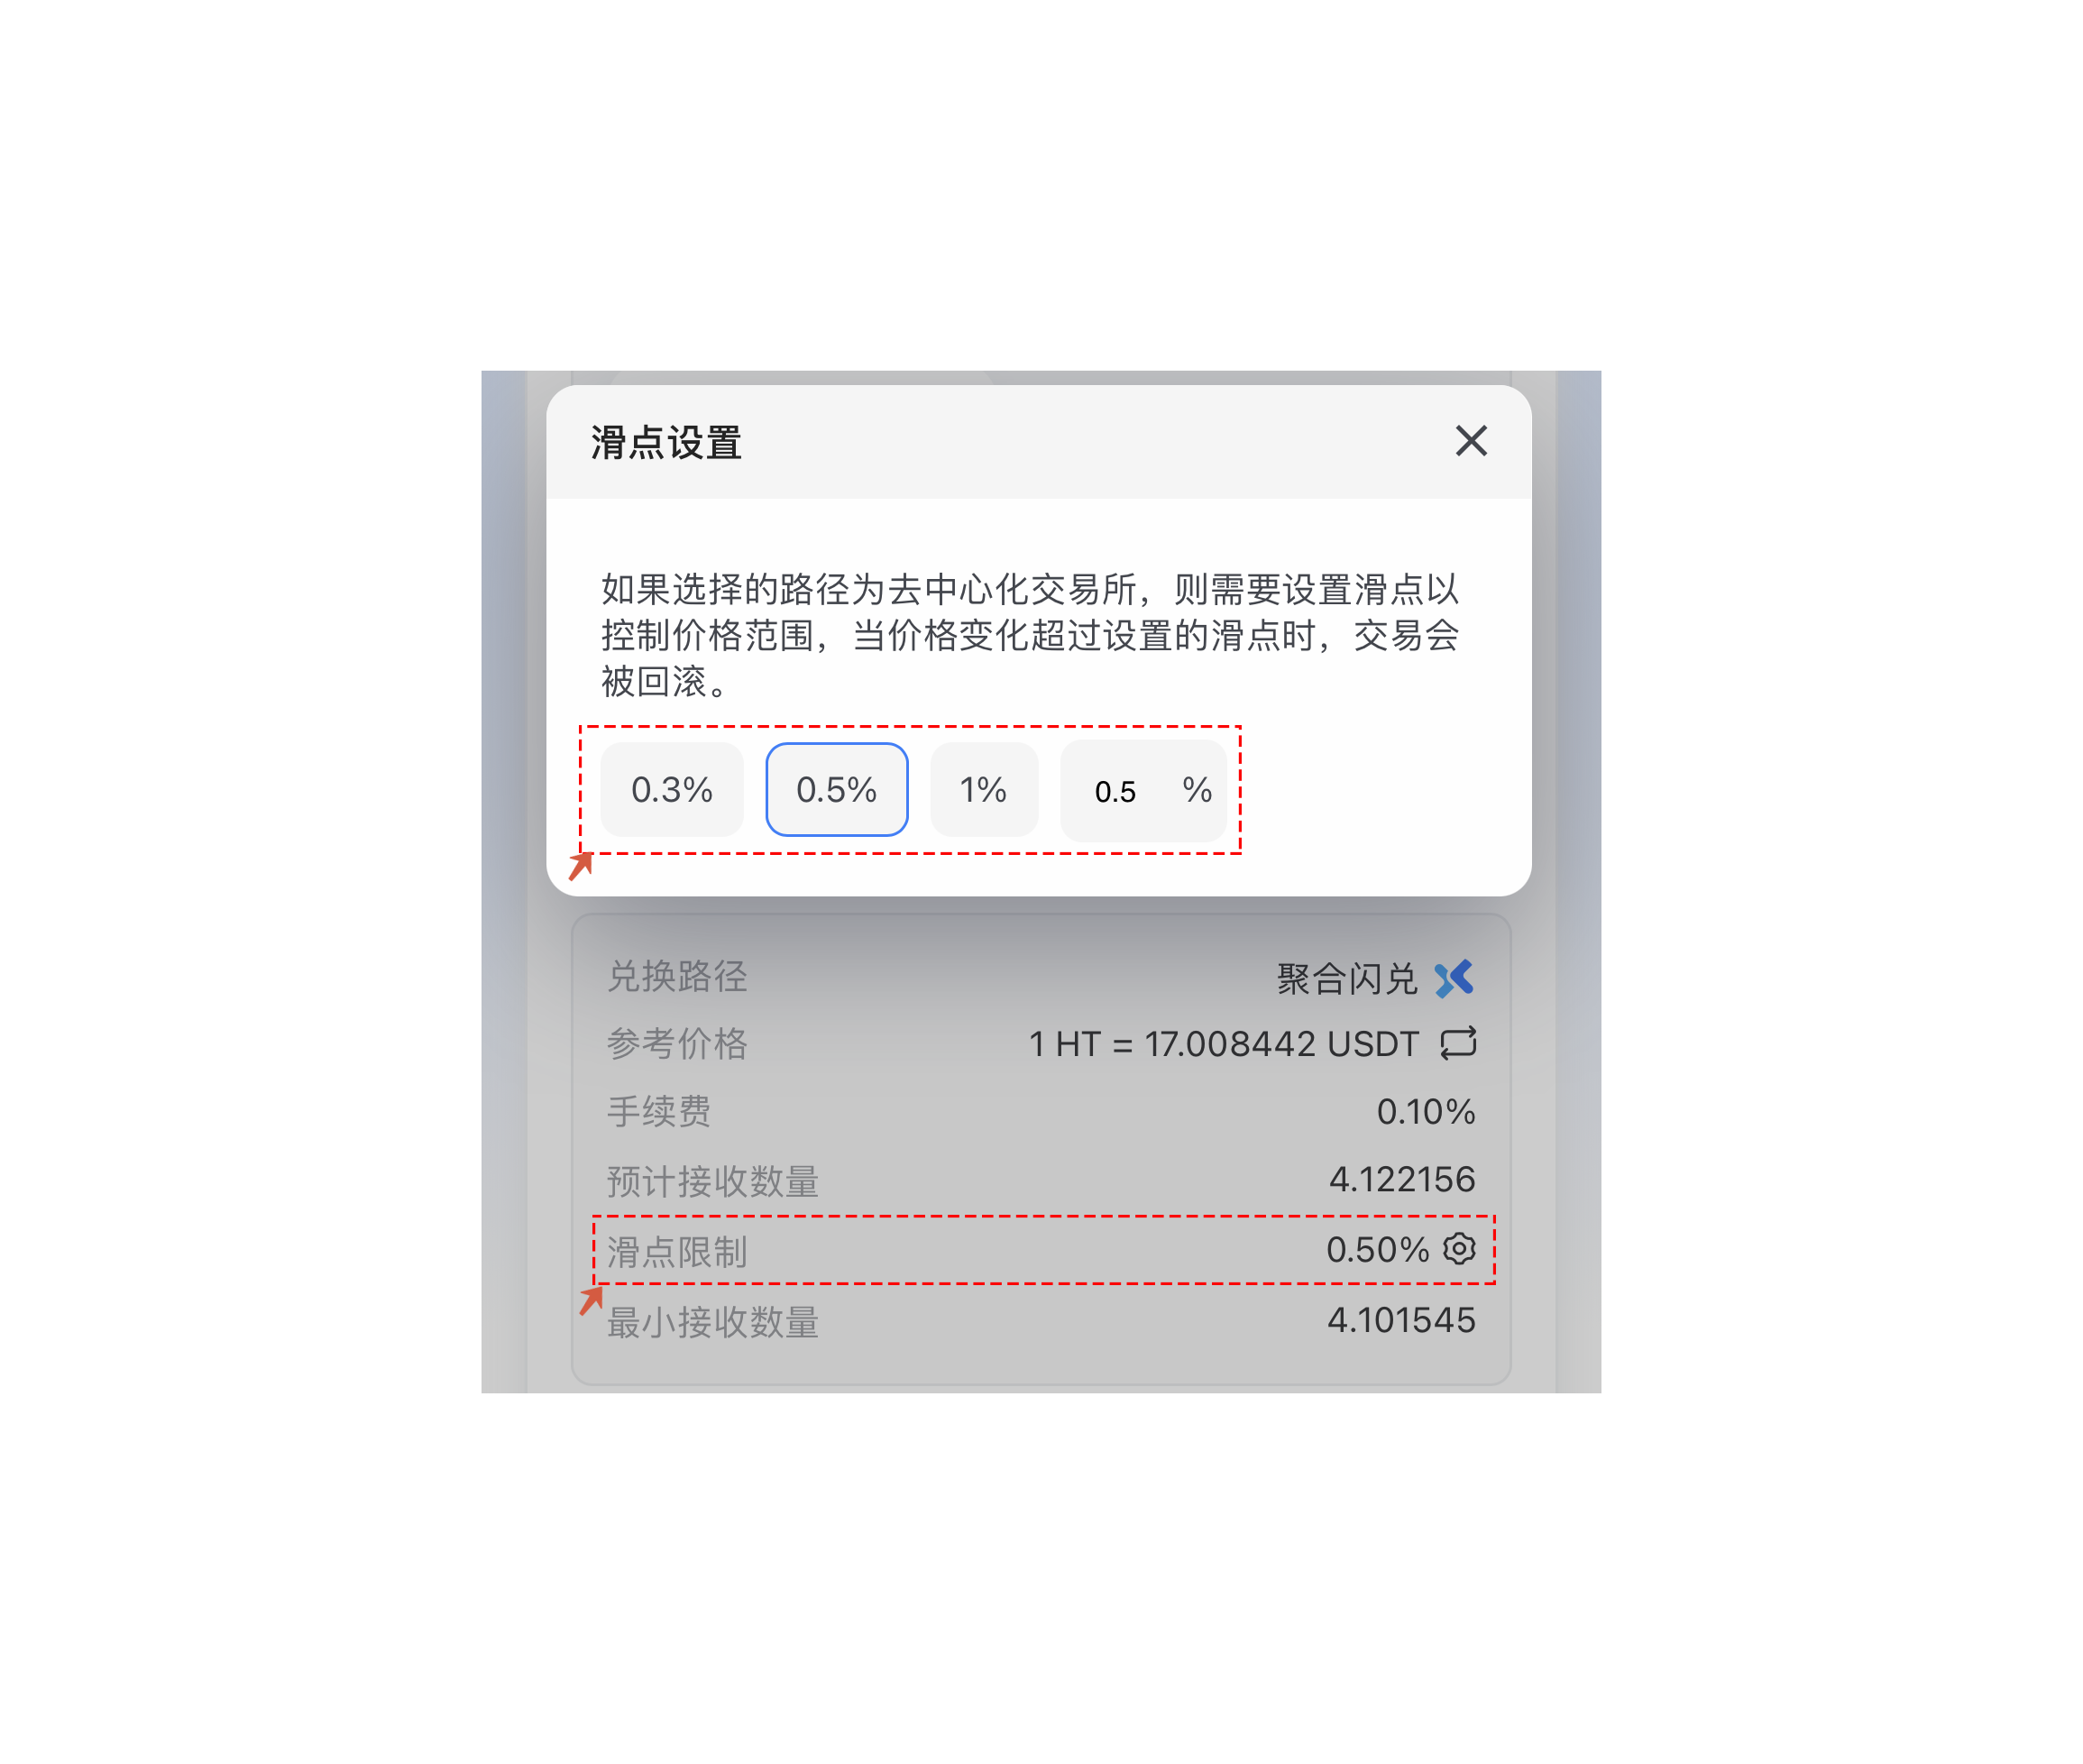 滑点设置
如果选择的路径为去中心化交易所，则需要设置滑点以
控制价格范围，当价格变化超过设置的滑点时，交易会
被回滚。
0.3% 0.5% 1% 0.5 %
兑换路径 聚合闪兑
参考价格 1 HT = 17.008442 USDT
手续费 0.10%
预计接收数量 4.122156
滑点限制 0.50%
最小接收数量 4.101545